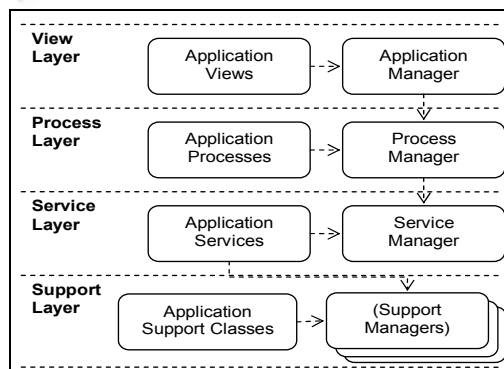 View
Layer
Application
Views
Application
Manager
Process
Layer
Application
Processes
Process
Manager
Service
Layer
Application
Services
Service
Manager
Support
Layer
Application
Support Classes
(Support
Managers)